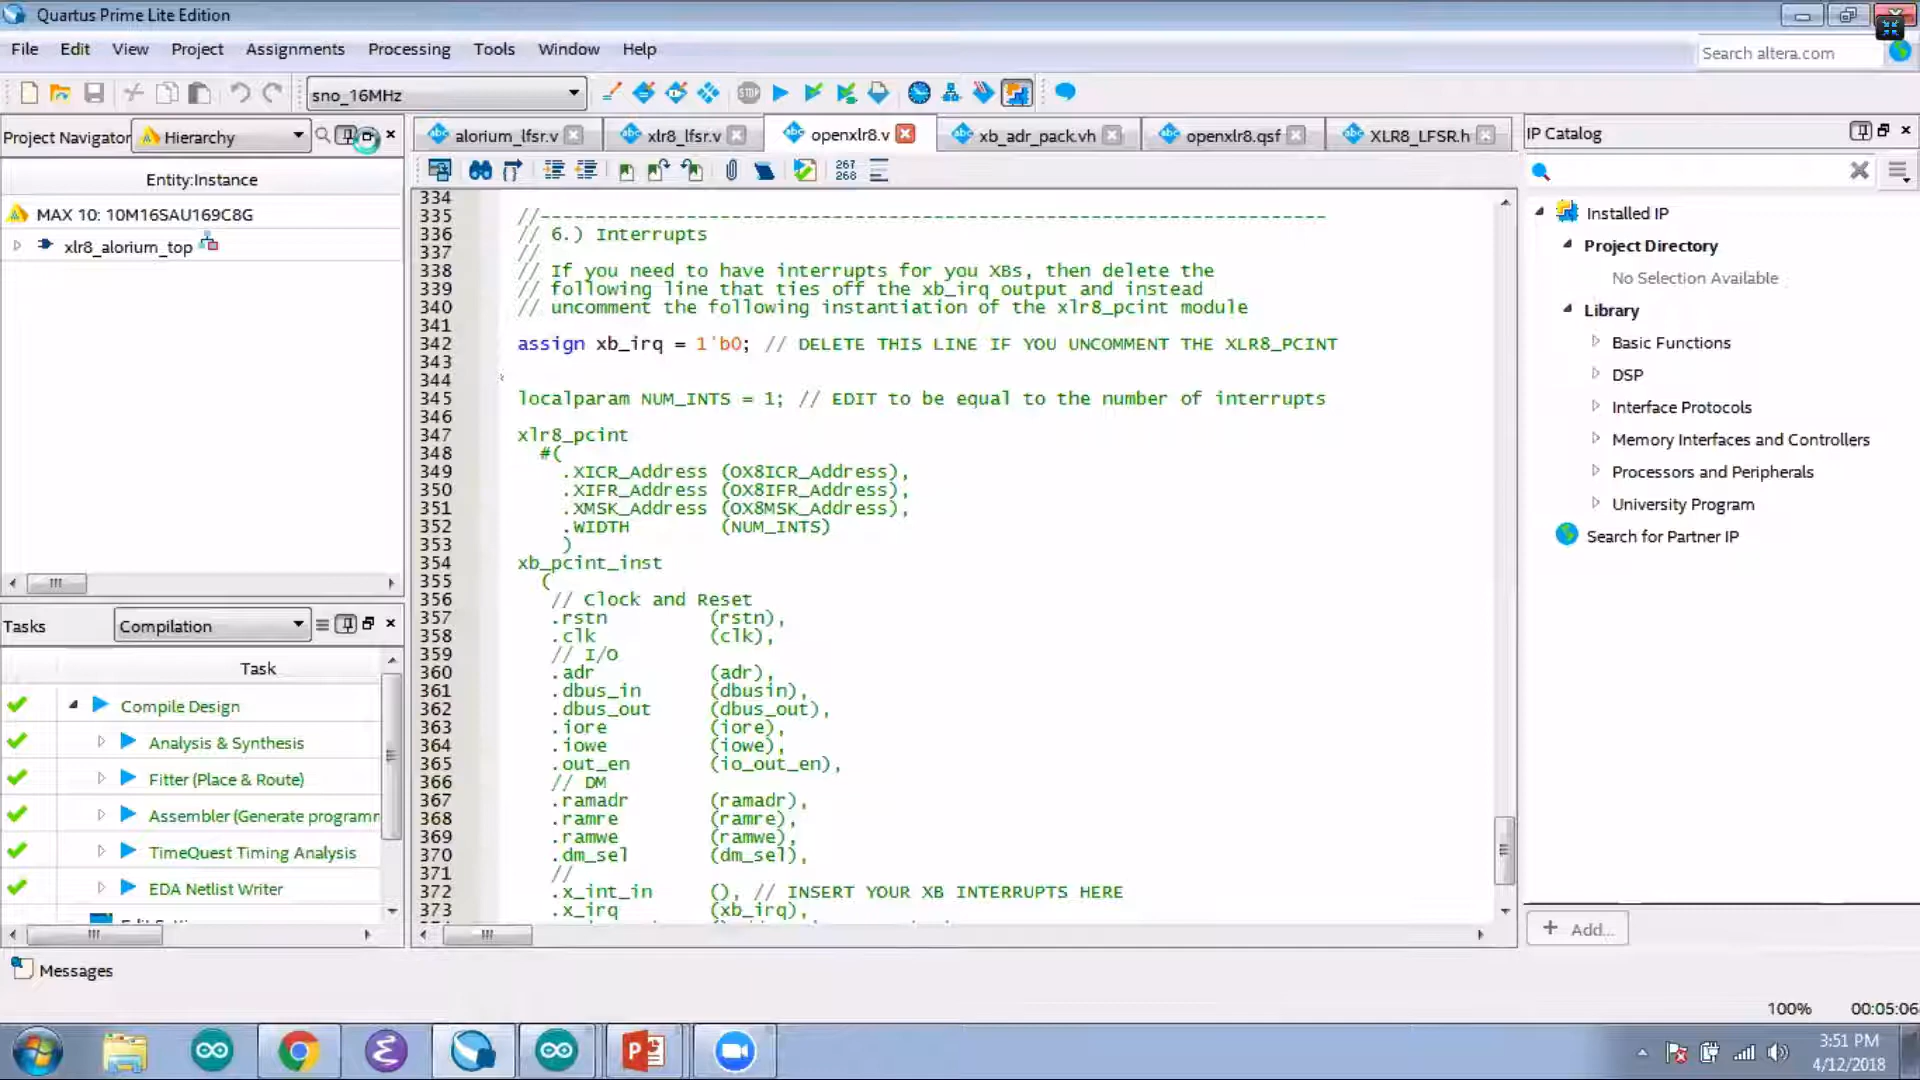 Quartus Prime Lite Edition
File Edit View Project Assignments Processing Tools Window Help
Search altera.com
sno_16MHz
Project Navigator Hierarchy
Entity:Instance
MAX 10: 10M16SAU169C8G
xlr8_alorium_top
Tasks Compilation
Task
Compile Design
Analysis & Synthesis
Fitter (Place & Route)
Assembler (Generate programr
TimeQuest Timing Analysis
EDA Netlist Writer
alorium_lfsr.v xlr8_lfsr.v openxlr8.v xb_adr_pack.vh openxlr8.qsf XLR8_LFSR.h
267
268
334
335 //----------------------------------------------------------------------
336 // 6.) Interrupts
337 //
338 // If you need to have interrupts for you XBs, then delete the
339 // following line that ties off the xb_irq output and instead
340 // uncomment the following instantiation of the xlr8_pcint module
341
342 assign xb_irq = 1'b0; // DELETE THIS LINE IF YOU UNCOMMENT THE XLR8_PCINT
343
344
345 localparam NUM_INTS = 1; // EDIT to be equal to the number of interrupts
346
347 xlr8_pcint
348 #(
349 .XICR_Address (OX8ICR_Address),
350 .XIFR_Address (OX8IFR_Address),
351 .XMSK_Address (OX8MSK_Address),
352 .WIDTH (NUM_INTS)
353 )
354 xb_pcint_inst
355 (
356 // Clock and Reset
357 .rstn (rstn),
358 .clk (clk),
359 // I/O
360 .adr (adr),
361 .dbus_in (dbusin),
362 .dbus_out (dbus_out),
363 .iore (iore),
364 .iowe (iowe),
365 .out_en (io_out_en),
366 // DM
367 .ramadr (ramadr),
368 .ramre (ramre),
369 .ramwe (ramwe),
370 .dm_sel (dm_sel),
371 //
372 .x_int_in (), // INSERT YOUR XB INTERRUPTS HERE
373 .x_irq (xb_irq),
IP Catalog
Installed IP
Project Directory
No Selection Available
Library
Basic Functions
DSP
Interface Protocols
Memory Interfaces and Controllers
Processors and Peripherals
University Program
Search for Partner IP
+ Add...
Messages
100% 00:05:06
3:51 PM
4/12/2018